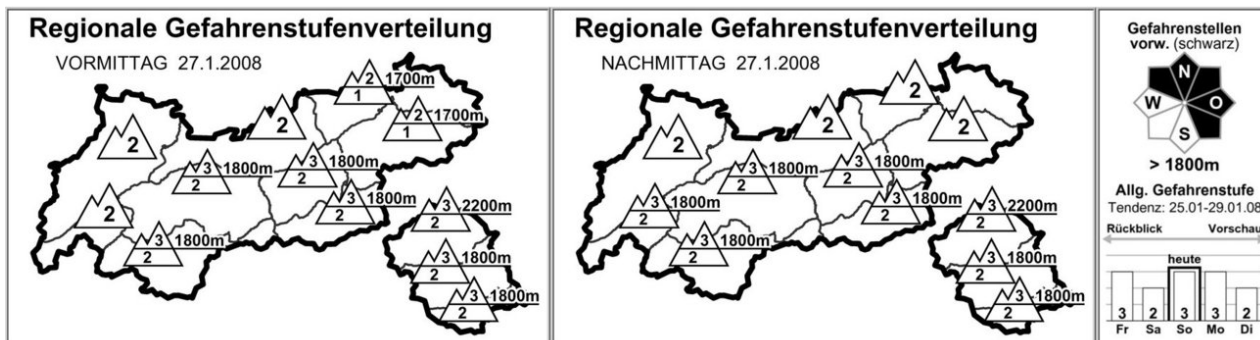 Regionale Gefahrenstufenverteilung
VORMITTAG 27.1.2008
2 1700m
1
2 1700m
1
2
2
3 1800m
2
3 1800m
2
3 1800m
2
2
3 1800m
2
3 2200m
2
3 1800m
2
3 1800m
2
Regionale Gefahrenstufenverteilung
NACHMITTAG 27.1.2008
2
2
2
2
3 1800m
2
3 1800m
2
3 1800m
2
3 1800m
2
3 1800m
2
3 2200m
2
3 1800m
2
3 1800m
2
Gefahrenstellen
vorw. (schwarz)
N
W O
S
> 1800m
Allg. Gefahrenstufe
Tendenz: 25.01-29.01.08
Rückblick Vorschau
heute
3 2 3 3 2
Fr Sa So Mo Di